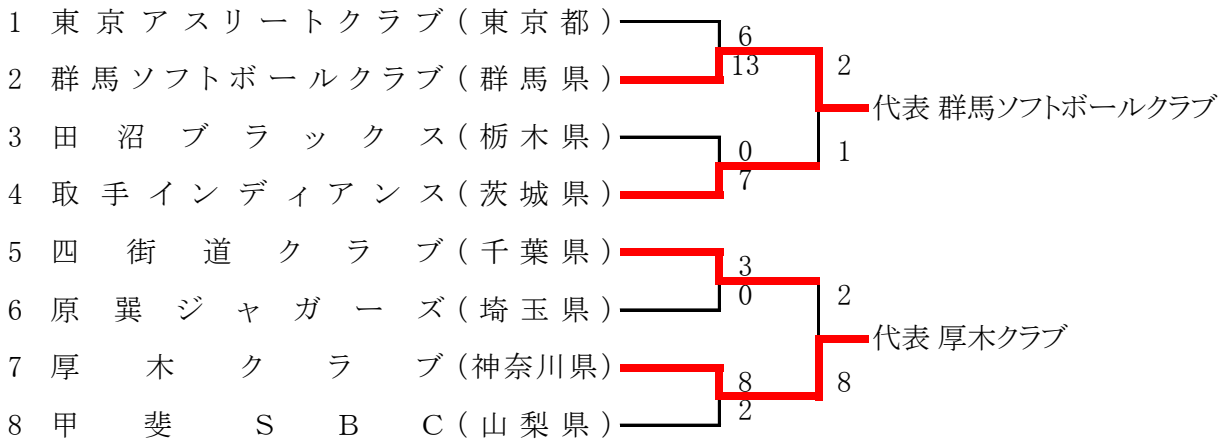 1 東京アスリートクラブ(東京都)
6
13
2
2 群馬ソフトボールクラブ(群馬県)
代表 群馬ソフトボールクラブ
3 田沼ブラックス(栃木県)
0
7
1
4 取手インディアンス(茨城県)
5 四街道クラブ(千葉県)
3
0
2
6 原巽ジャガーズ(埼玉県)
代表 厚木クラブ
7 厚木クラブ(神奈川県)
8
2
8
8 甲斐SBC(山梨県)